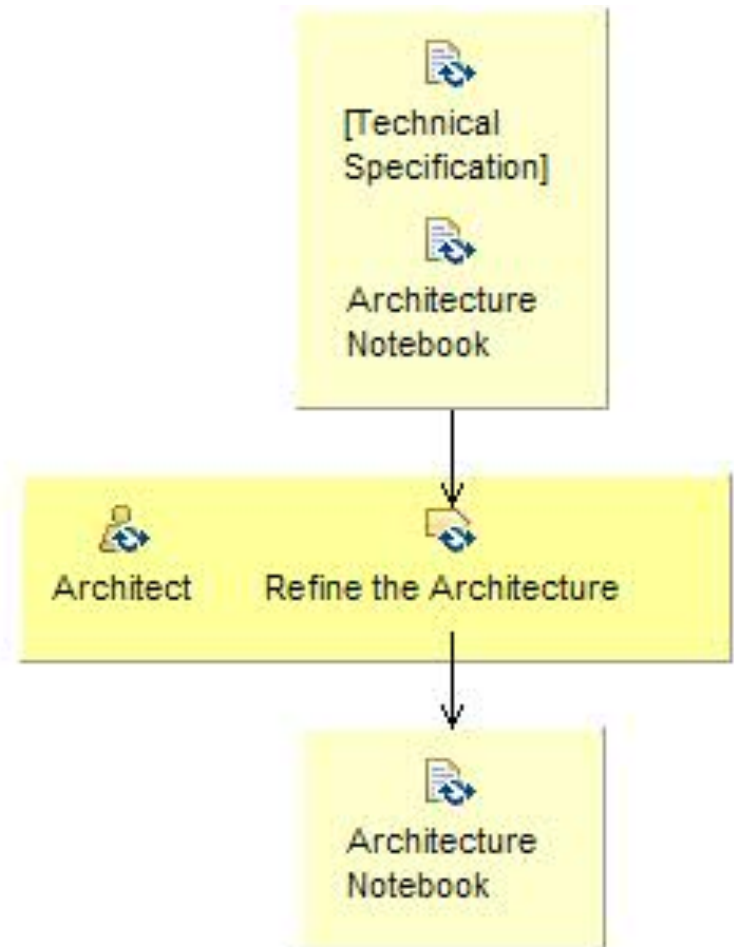 [Technical
Specification]
Architecture
Notebook
Architect
Refine the Architecture
Architecture
Notebook